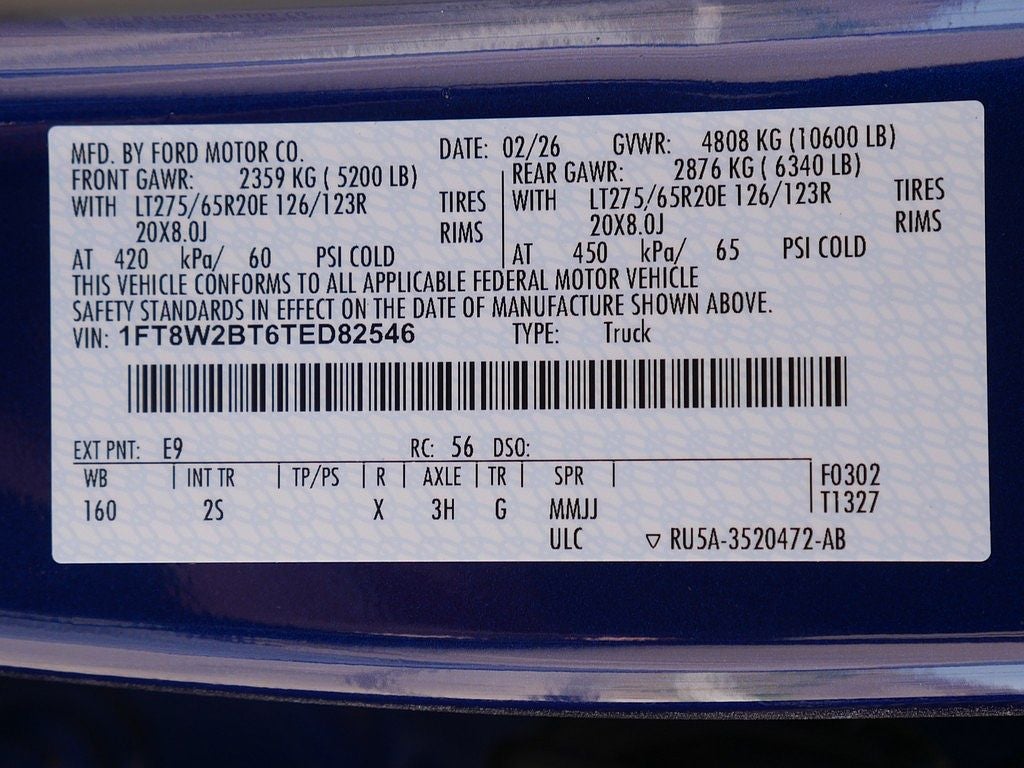 MFD. BY FORD MOTOR CO. DATE: 02/26 GVWR: 4808 KG (10600 LB)
FRONT GAWR: 2359 KG ( 5200 LB) REAR GAWR: 2876 KG ( 6340 LB)
WITH LT275/65R20E 126/123R TIRES WITH LT275/65R20E 126/123R TIRES
20X8.0J RIMS 20X8.0J RIMS
AT 420 kPa/ 60 PSI COLD AT 450 kPa/ 65 PSI COLD
THIS VEHICLE CONFORMS TO ALL APPLICABLE FEDERAL MOTOR VEHICLE
SAFETY STANDARDS IN EFFECT ON THE DATE OF MANUFACTURE SHOWN ABOVE.
VIN: 1FT8W2BT6TED82546 TYPE: Truck
EXT PNT: E9 RC: 56 DSO:
WB INT TR TP/PS R AXLE TR SPR F0302
160 2S X 3H G MMJJ T1327
ULC ▽ RU5A-3520472-AB